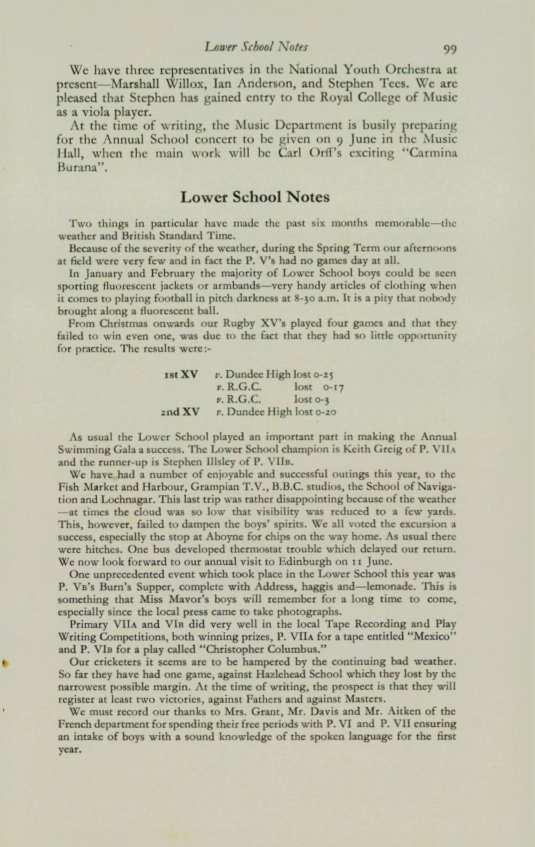 Lower School Notes 99
We have three representatives in the National Youth Orchestra at
present—Marshall Willox, Ian Anderson, and Stephen Tees. We are
pleased that Stephen has gained entry to the Royal College of Music
as a viola player.
At the time of writing, the Music Department is busily preparing
for the Annual School concert to be given on 9 June in the Music
Hall, when the main work will be Carl Orff's exciting “Carmina
Burana”.
Lower School Notes
Two things in particular have made the past six months memorable—the
weather and British Standard Time.
Because of the severity of the weather, during the Spring Term our afternoons
at field were very few and in fact the P. V's had no games day at all.
In January and February the majority of Lower School boys could be seen
sporting fluorescent jackets or armbands—very handy articles of clothing when
it comes to playing football in pitch darkness at 8-30 a.m. It is a pity that nobody
brought along a fluorescent ball.
From Christmas onwards our Rugby XV's played four games and that they
failed to win even one, was due to the fact that they had so little opportunity
for practice. The results were:-
1st XV v. Dundee High lost 0-25
v. R.G.C. lost 0-17
v. R.G.C. lost 0-3
2nd XV v. Dundee High lost 0-20
As usual the Lower School played an important part in making the Annual
Swimming Gala a success. The Lower School champion is Keith Greig of P. VIIA
and the runner-up is Stephen Illsley of P. VIIB.
We have had a number of enjoyable and successful outings this year, to the
Fish Market and Harbour, Grampian T.V., B.B.C. studios, the School of Naviga-
tion and Lochnagar. This last trip was rather disappointing because of the weather
—at times the cloud was so low that visibility was reduced to a few yards.
This, however, failed to dampen the boys' spirits. We all voted the excursion a
success, especially the stop at Aboyne for chips on the way home. As usual there
were hitches. One bus developed thermostat trouble which delayed our return.
We now look forward to our annual visit to Edinburgh on 11 June.
One unprecedented event which took place in the Lower School this year was
P. VB's Burn's Supper, complete with Address, haggis and—lemonade. This is
something that Miss Mavor's boys will remember for a long time to come,
especially since the local press came to take photographs.
Primary VIIA and VIB did very well in the local Tape Recording and Play
Writing Competitions, both winning prizes, P. VIIA for a tape entitled “Mexico”
and P. VIB for a play called “Christopher Columbus.”
Our cricketers it seems are to be hampered by the continuing bad weather.
So far they have had one game, against Hazlehead School which they lost by the
narrowest possible margin. At the time of writing, the prospect is that they will
register at least two victories, against Fathers and against Masters.
We must record our thanks to Mrs. Grant, Mr. Davis and Mr. Aitken of the
French department for spending their free periods with P. VI and P. VII ensuring
an intake of boys with a sound knowledge of the spoken language for the first
year.